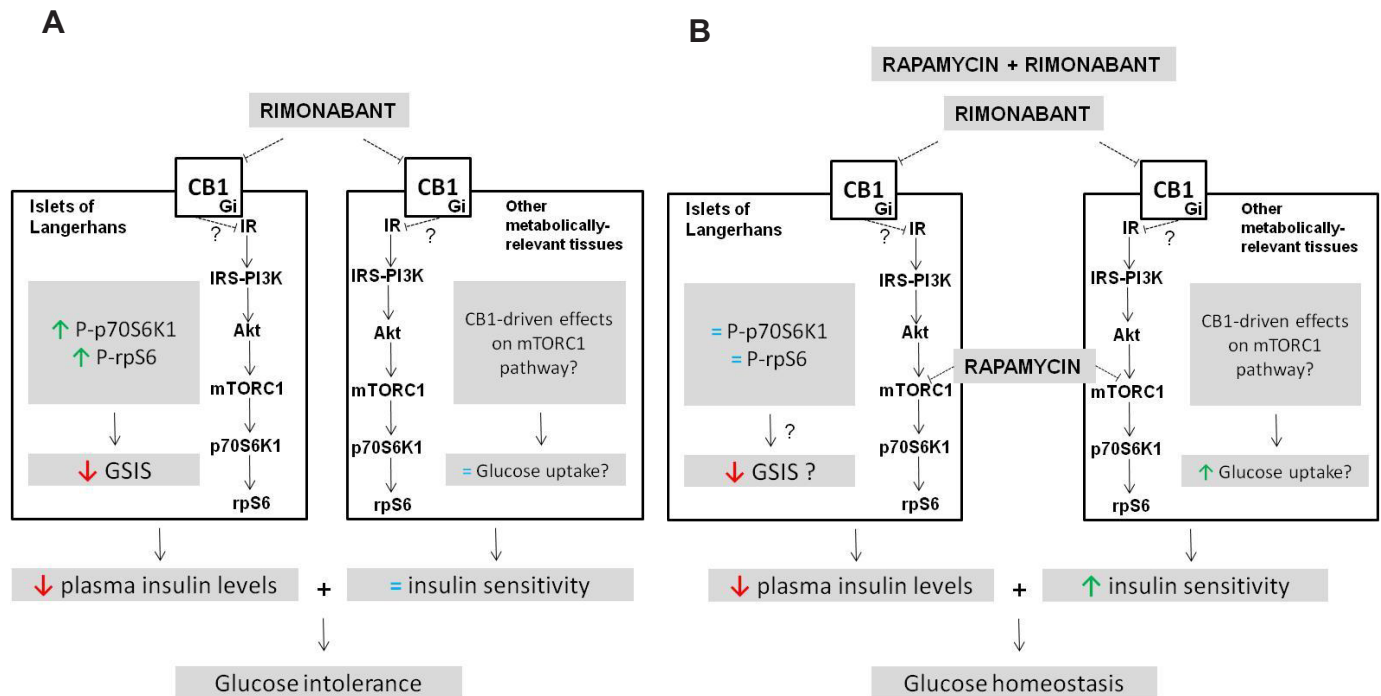 A
RIMONABANT
CB1
Gi
Islets of
Langerhans
?
IR
IRS-PI3K
Akt
mTORC1
p70S6K1
rpS6
↑ P-p70S6K1
↑ P-rpS6
↓ GSIS
CB1
Gi
Other
metabolically-
relevant tissues
IR
?
IRS-PI3K
Akt
mTORC1
p70S6K1
rpS6
CB1-driven effects
on mTORC1
pathway?
= Glucose uptake?
↓ plasma insulin levels + = insulin sensitivity
Glucose intolerance
B
RAPAMYCIN + RIMONABANT
RIMONABANT
CB1
Gi
Islets of
Langerhans
?
IR
IRS-PI3K
Akt
mTORC1
p70S6K1
rpS6
= P-p70S6K1
= P-rpS6
?
↓ GSIS ?
RAPAMYCIN
CB1
Gi
Other
metabolically-
relevant tissues
IR
?
IRS-PI3K
Akt
mTORC1
p70S6K1
rpS6
CB1-driven effects
on mTORC1
pathway?
↑ Glucose uptake?
↓ plasma insulin levels + ↑ insulin sensitivity
Glucose homeostasis